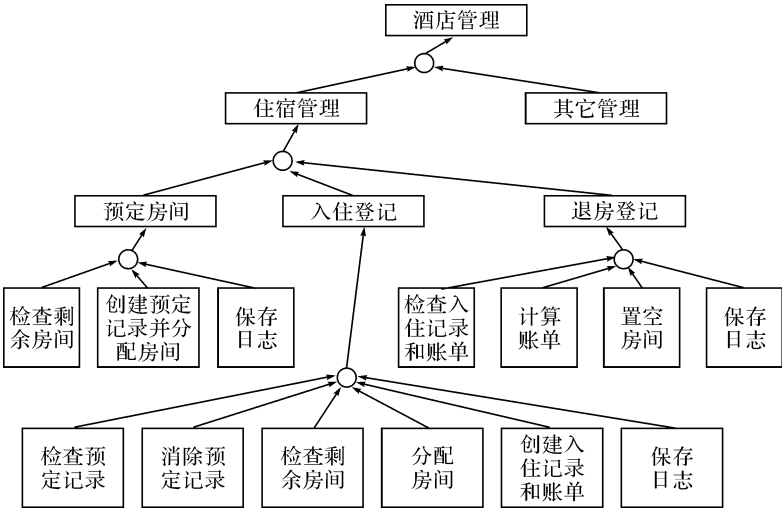 酒店管理
住宿管理
其它管理
预定房间
入住登记
退房登记
检查剩
余房间
创建预定
记录并分
配房间
保存
日志
检查入
住记录
和账单
计算
账单
置空
房间
保存
日志
检查预
定记录
消除预
定记录
检查剩
余房间
分配
房间
创建入
住记录
和账单
保存
日志